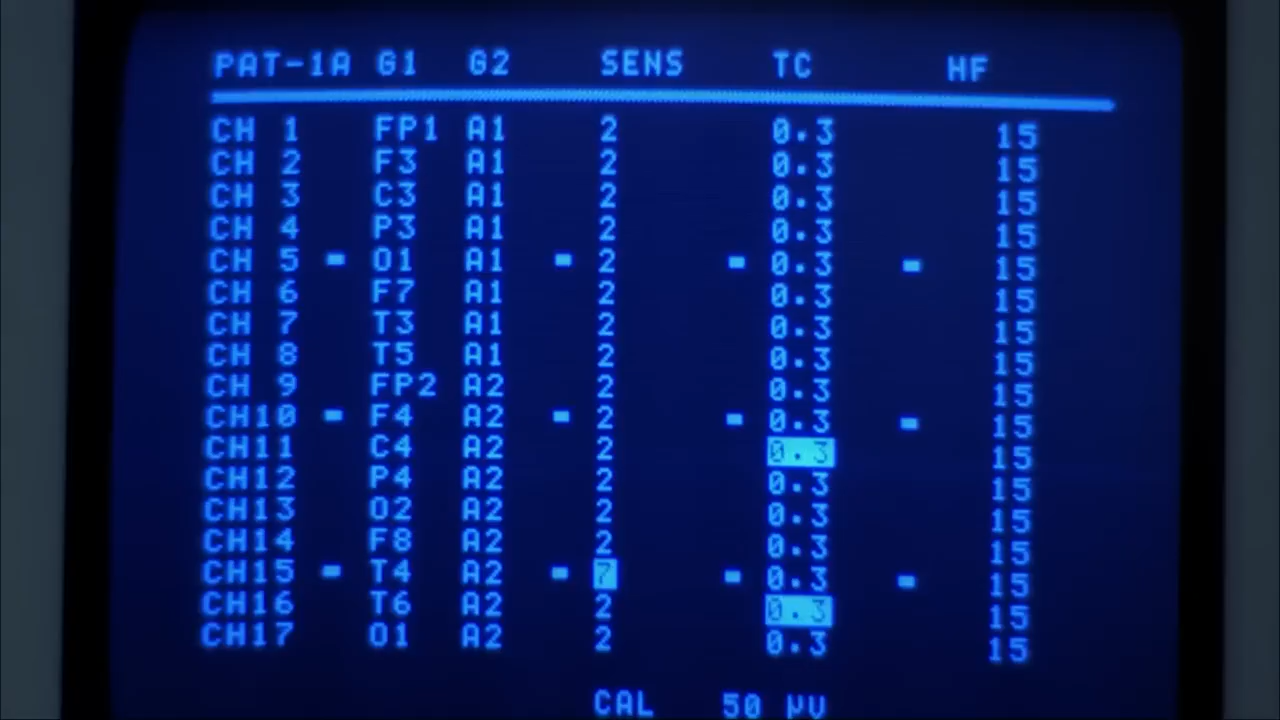 PAT-1A G1 G2 SENS TC HF
CH 1 FP1 A1 2 0.3 15
CH 2 F3 A1 2 0.3 15
CH 3 C3 A1 2 0.3 15
CH 4 P3 A1 2 0.3 15
CH 5 - O1 A1 - 2 - 0.3 - 15
CH 6 F7 A1 2 0.3 15
CH 7 T3 A1 2 0.3 15
CH 8 T5 A1 2 0.3 15
CH 9 FP2 A2 2 0.3 15
CH10 - F4 A2 - 2 - 0.3 - 15
CH11 C4 A2 2 0.3 15
CH12 P4 A2 2 0.3 15
CH13 O2 A2 2 0.3 15
CH14 F8 A2 2 0.3 15
CH15 - T4 A2 - 7 - 0.3 - 15
CH16 T6 A2 2 0.3 15
CH17 O1 A2 2 0.3 15
CAL 50 µV